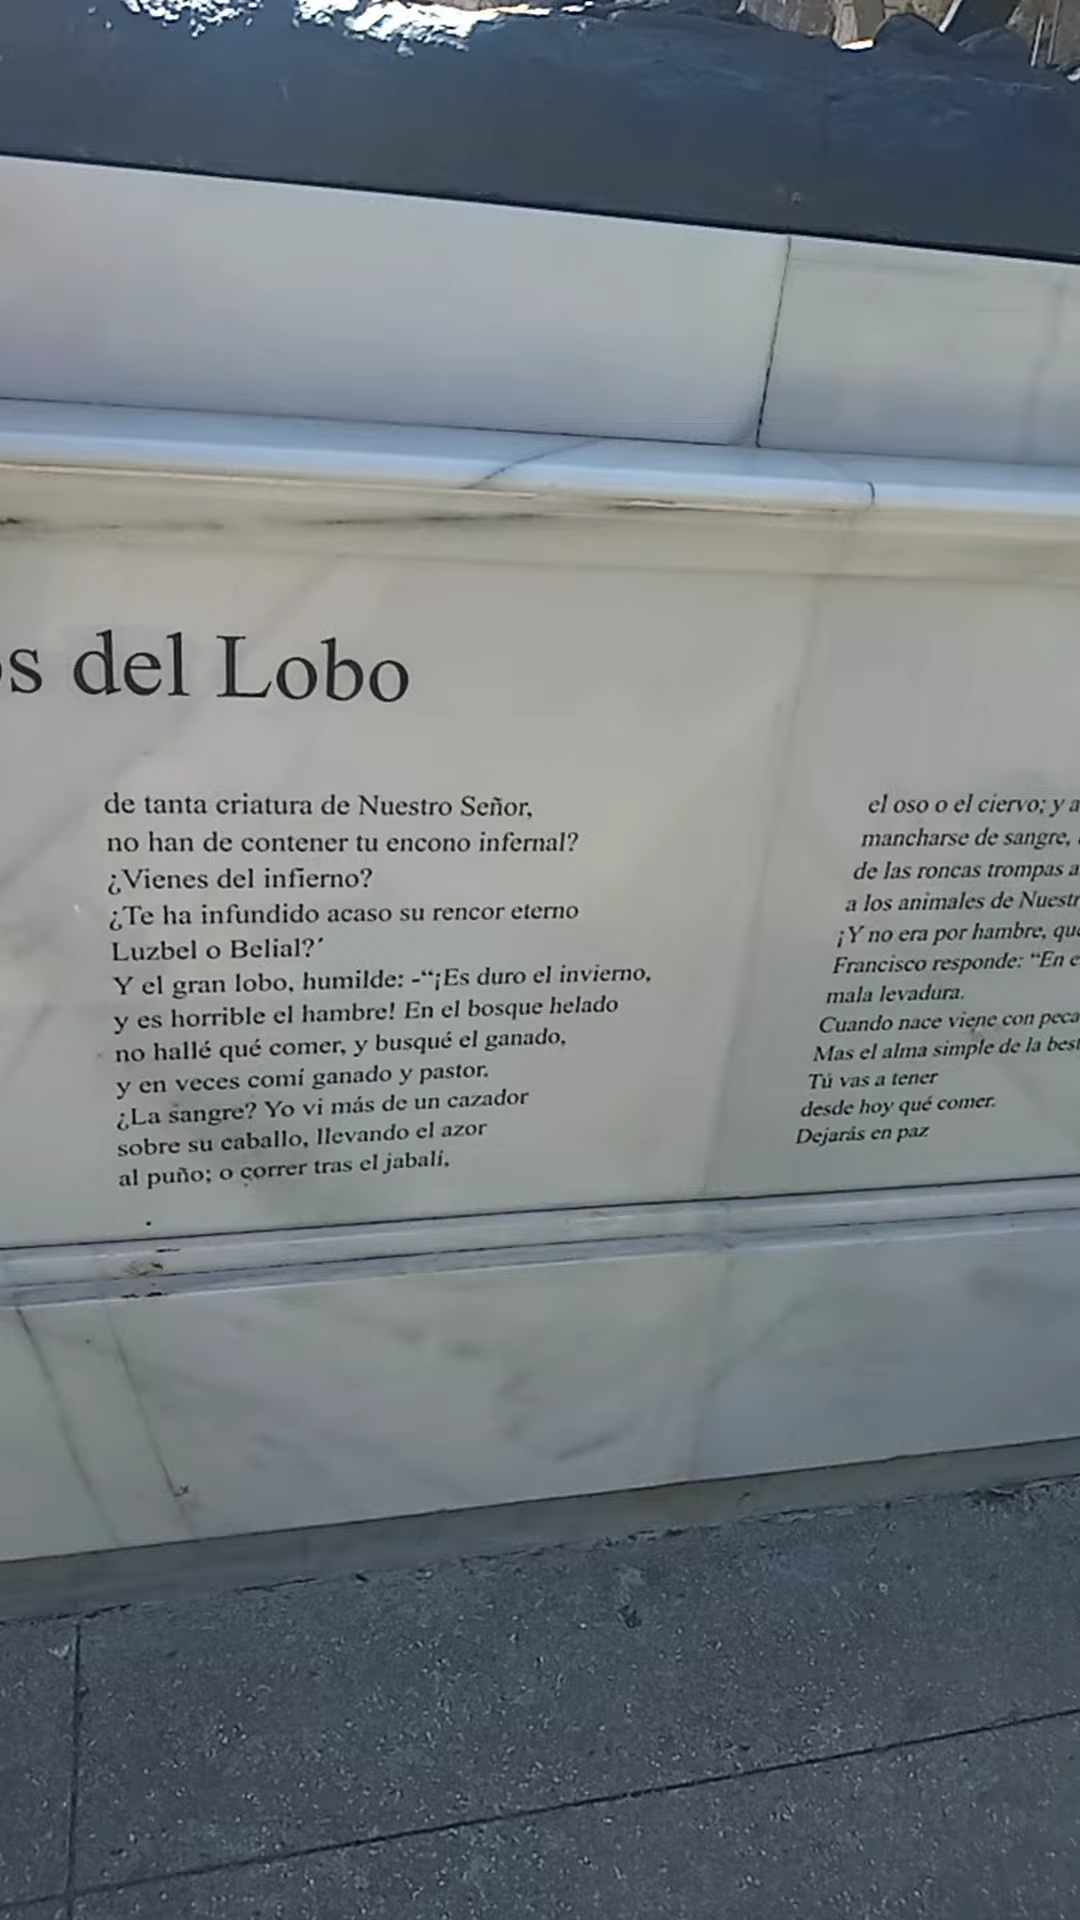 s del Lobo
de tanta criatura de Nuestro Señor,
no han de contener tu encono infernal?
¿Vienes del infierno?
¿Te ha infundido acaso su rencor eterno
Luzbel o Belial?´
Y el gran lobo, humilde: -“¡Es duro el invierno,
y es horrible el hambre! En el bosque helado
no hallé qué comer, y busqué el ganado,
y en veces comí ganado y pastor.
¿La sangre? Yo vi más de un cazador
sobre su caballo, llevando el azor
al puño; o correr tras el jabalí,
el oso o el ciervo; y a
mancharse de sangre,
de las roncas trompas a
a los animales de Nuestr
¡Y no era por hambre, que
Francisco responde: “En e
mala levadura.
Cuando nace viene con peca
Mas el alma simple de la best
Tú vas a tener
desde hoy qué comer.
Dejarás en paz